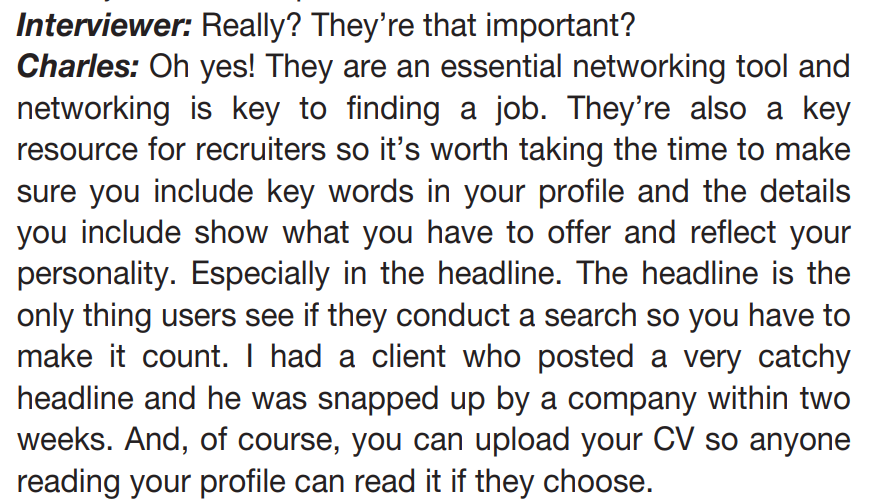 Interviewer: Really? They’re that important?
Charles: Oh yes! They are an essential networking tool and
networking is key to finding a job. They’re also a key
resource for recruiters so it’s worth taking the time to make
sure you include key words in your profile and the details
you include show what you have to offer and reflect your
personality. Especially in the headline. The headline is the
only thing users see if they conduct a search so you have to
make it count. I had a client who posted a very catchy
headline and he was snapped up by a company within two
weeks. And, of course, you can upload your CV so anyone
reading your profile can read it if they choose.